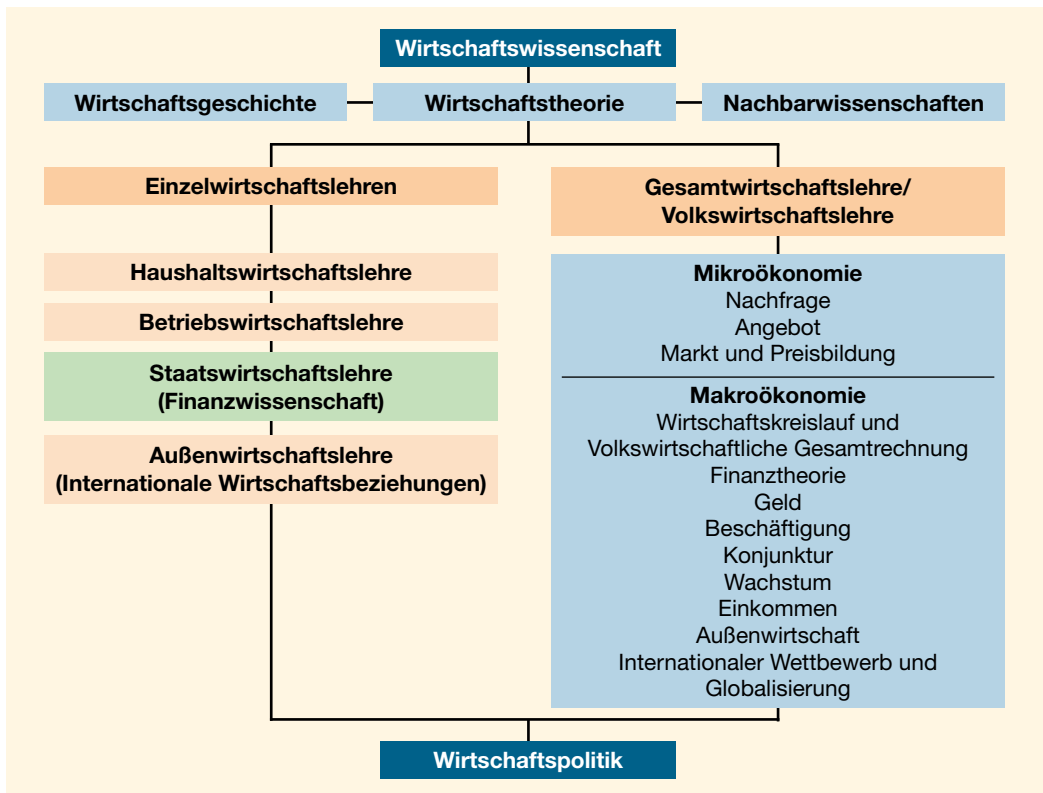 Wirtschaftswissenschaft
Wirtschaftsgeschichte
Wirtschaftstheorie
Nachbarwissenschaften
Einzelwirtschaftslehren
Haushaltswirtschaftslehre
Betriebswirtschaftslehre
Staatswirtschaftslehre
(Finanzwissenschaft)
Außenwirtschaftslehre
(Internationale Wirtschaftsbeziehungen)
Gesamtwirtschaftslehre/
Volkswirtschaftslehre
Mikroökonomie
Nachfrage
Angebot
Markt und Preisbildung
Makroökonomie
Wirtschaftskreislauf und
Volkswirtschaftliche Gesamtrechnung
Finanztheorie
Geld
Beschäftigung
Konjunktur
Wachstum
Einkommen
Außenwirtschaft
Internationaler Wettbewerb und
Globalisierung
Wirtschaftspolitik